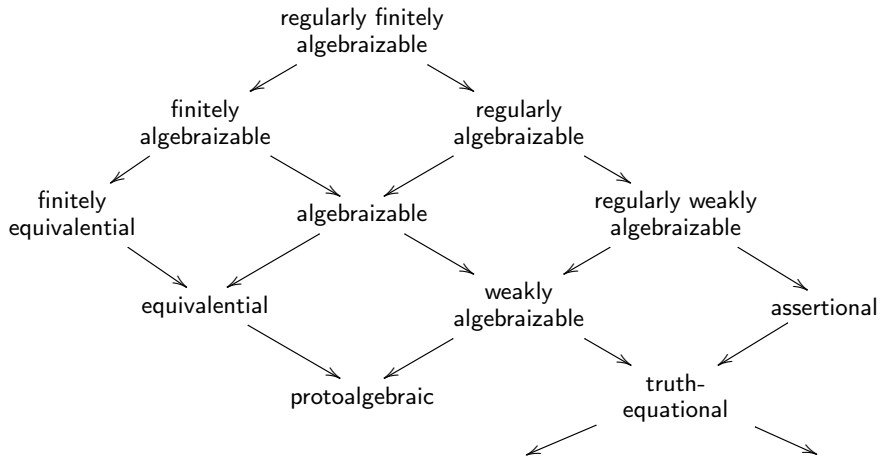 regularly finitely
algebraizable
finitely
algebraizable
regularly
algebraizable
finitely
equivalential
algebraizable
regularly weakly
algebraizable
equivalential
weakly
algebraizable
assertional
protoalgebraic
truth-
equational